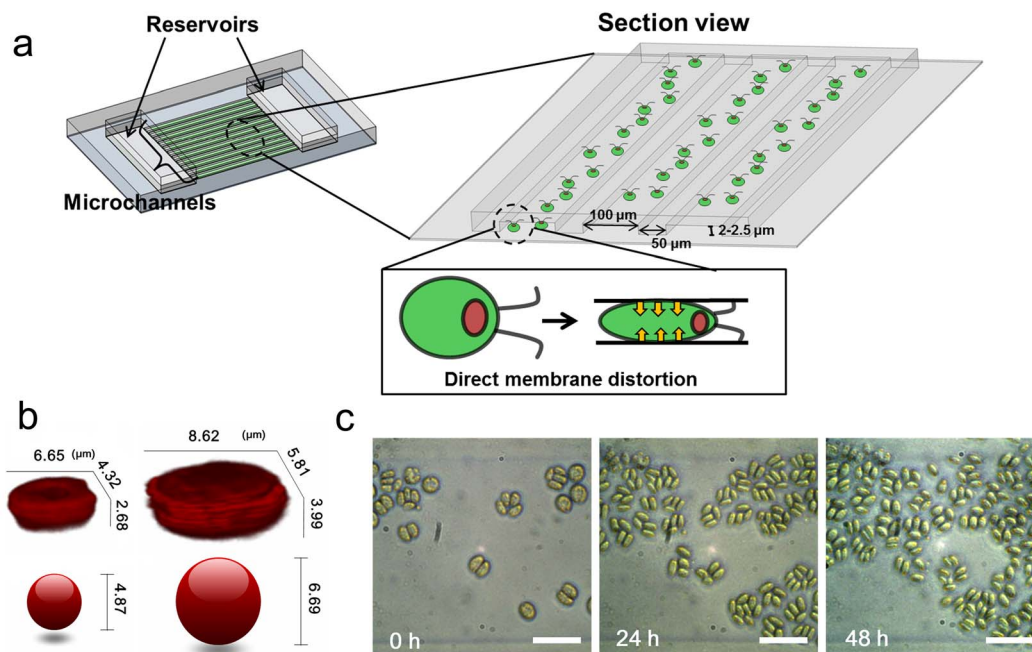 a
Reservoirs
Microchannels
Section view
100 μm
50 μm
2-2.5 μm
Direct membrane distortion
b
6.65 (μm)
4.32
2.68
8.62 (μm)
5.81
3.99
4.87
6.69
c
0 h
24 h
48 h